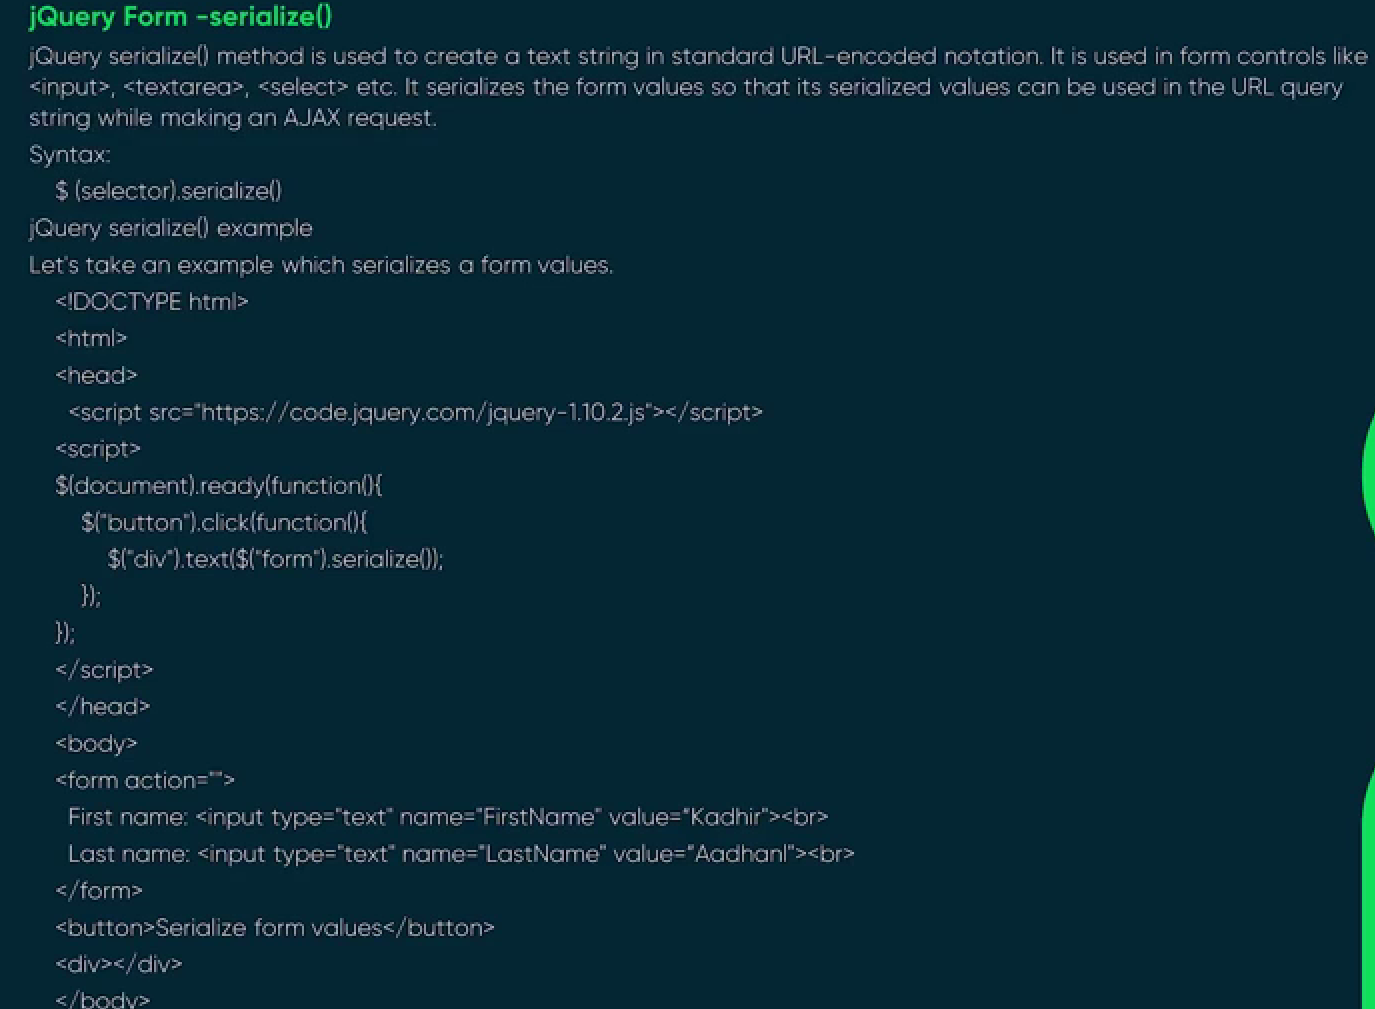 jQuery Form -serialize()
jQuery serialize() method is used to create a text string in standard URL-encoded notation. It is used in form controls like
<input>, <textarea>, <select> etc. It serializes the form values so that its serialized values can be used in the URL query
string while making an AJAX request.
Syntax:
$ (selector).serialize()
jQuery serialize() example
Let's take an example which serializes a form values.
<!DOCTYPE html>
<html>
<head>
<script src="https://code.jquery.com/jquery-1.10.2.js"></script>
<script>
$(document).ready(function(){
$("button").click(function(){
$("div").text($("form").serialize());
});
});
</script>
</head>
<body>
<form action="">
First name: <input type="text" name="FirstName" value="Kadhir"><br>
Last name: <input type="text" name="LastName" value="Aadhanl"><br>
</form>
<button>Serialize form values</button>
<div></div>
</body>